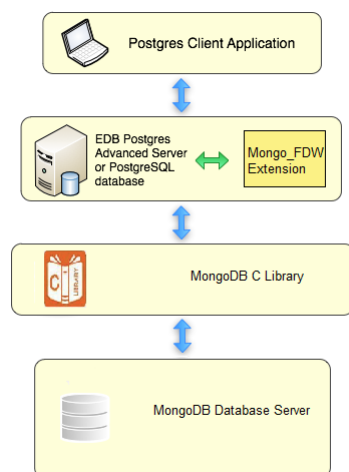 Postgres Client Application
EDB Postgres
Advanced Server
or PostgreSQL
database
Mongo_FDW
Extension
C
LIBRARY
MongoDB C Library
MongoDB Database Server